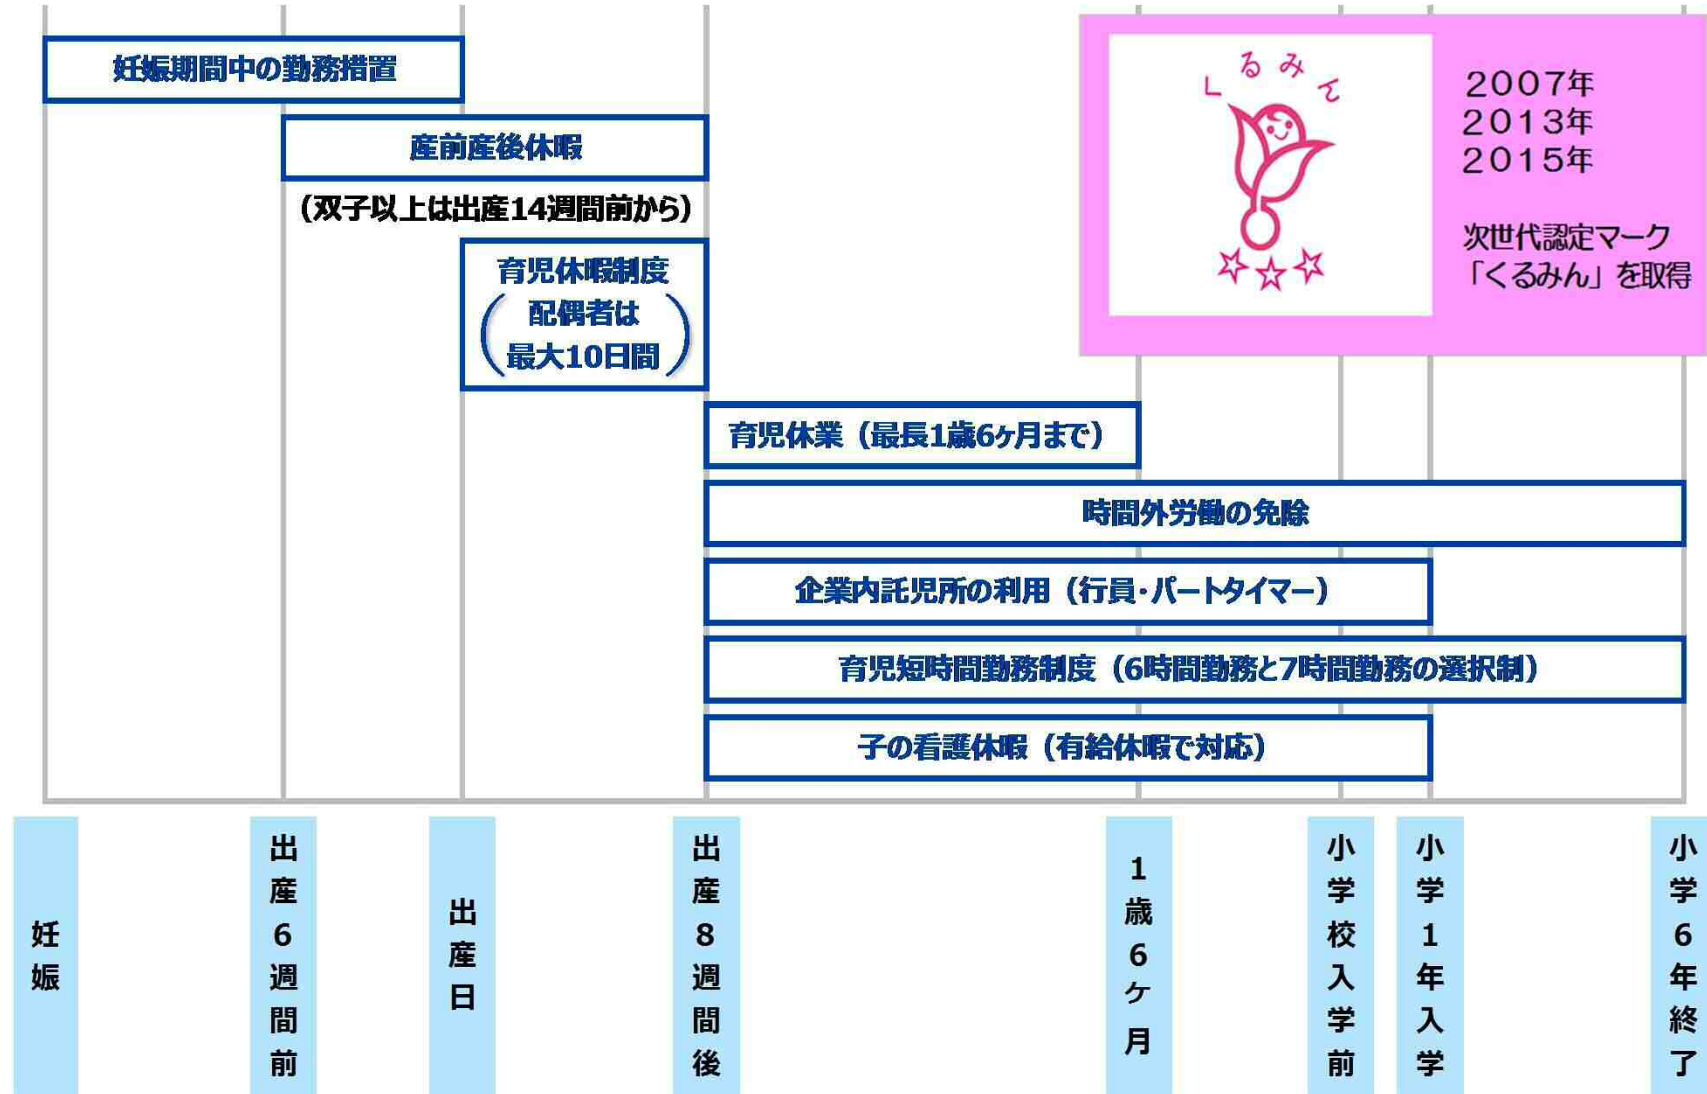 妊娠期間中の勤務措置
産前産後休暇
（双子以上は出産14週間前から）
育児休暇制度
（配偶者は
最大10日間）
育児休業（最長1歳6ヶ月まで）
時間外労働の免除
企業内託児所の利用（行員・パートタイマー）
育児短時間勤務制度（6時間勤務と7時間勤務の選択制）
子の看護休暇（有給休暇で対応）
くるみん
２００７年
２０１３年
２０１５年
次世代認定マーク
「くるみん」を取得
妊娠
出産6週間前
出産日
出産8週間後
1歳6ケ月
小学校入学前
小学1年入学
小学6年終了